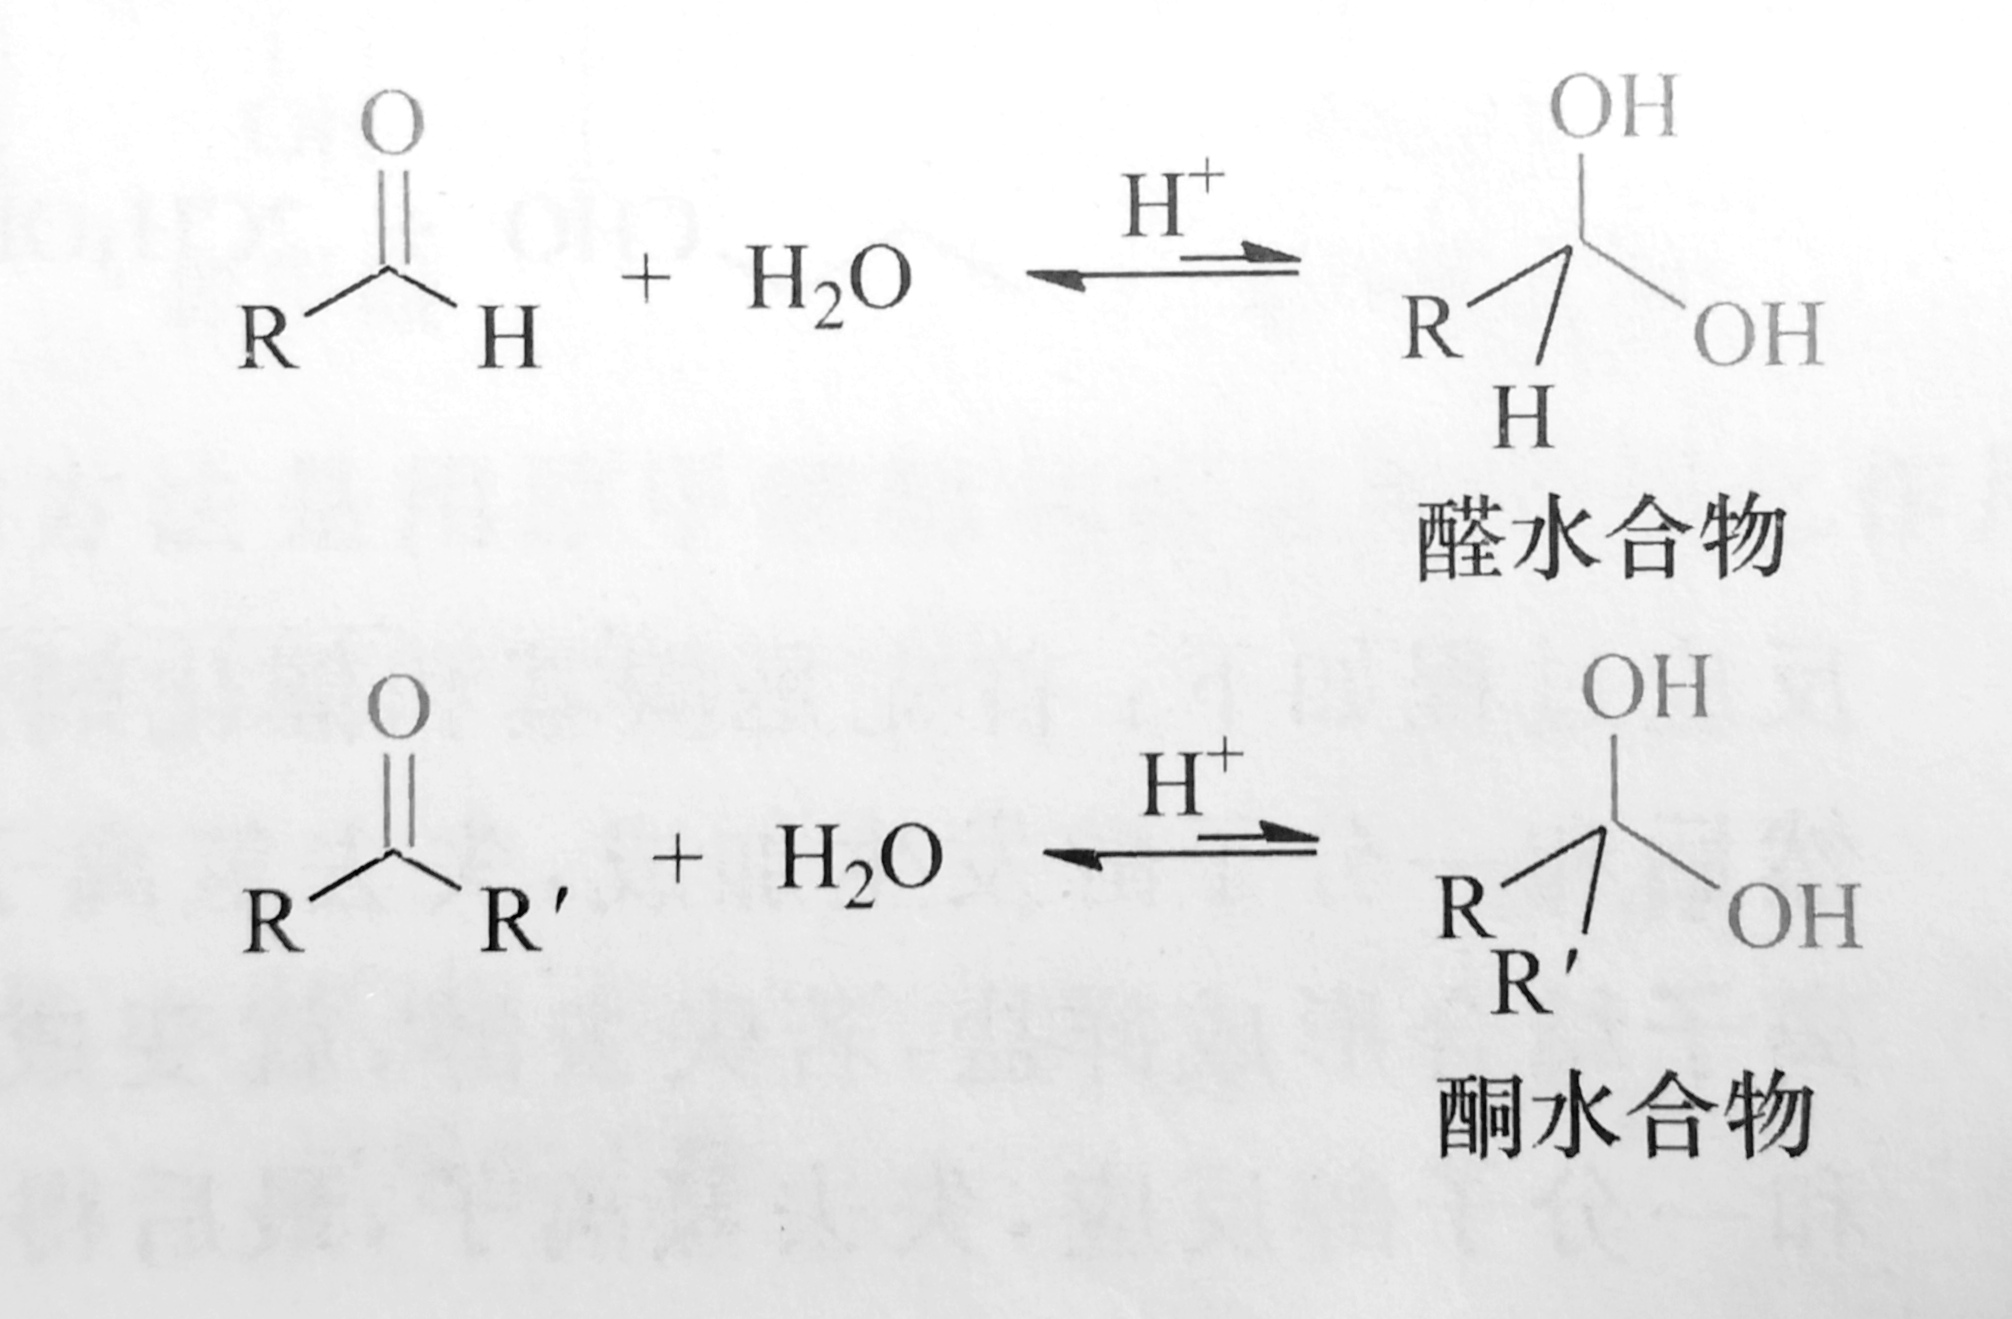 O OH
H⁺
R H + H₂O R OH
H
醛水合物
O OH
H⁺
R R′ + H₂O R OH
R′
酮水合物